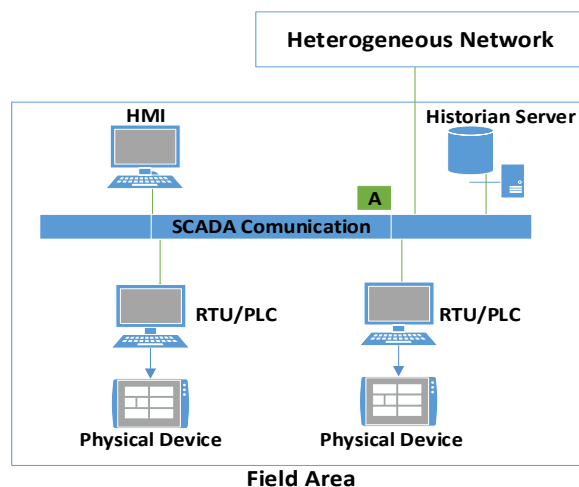 Heterogeneous Network
HMI
Historian Server
A
SCADA Comunication
RTU/PLC
RTU/PLC
Physical Device
Physical Device
Field Area